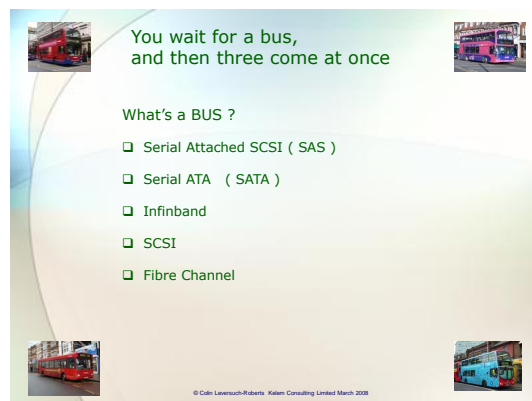 You wait for a bus,
and then three come at once
What's a BUS ?
❑ Serial Attached SCSI ( SAS )
❑ Serial ATA ( SATA )
❑ Infinband
❑ SCSI
❑ Fibre Channel
© Colin Leversuch-Roberts Kelem Consulting Limited March 2008